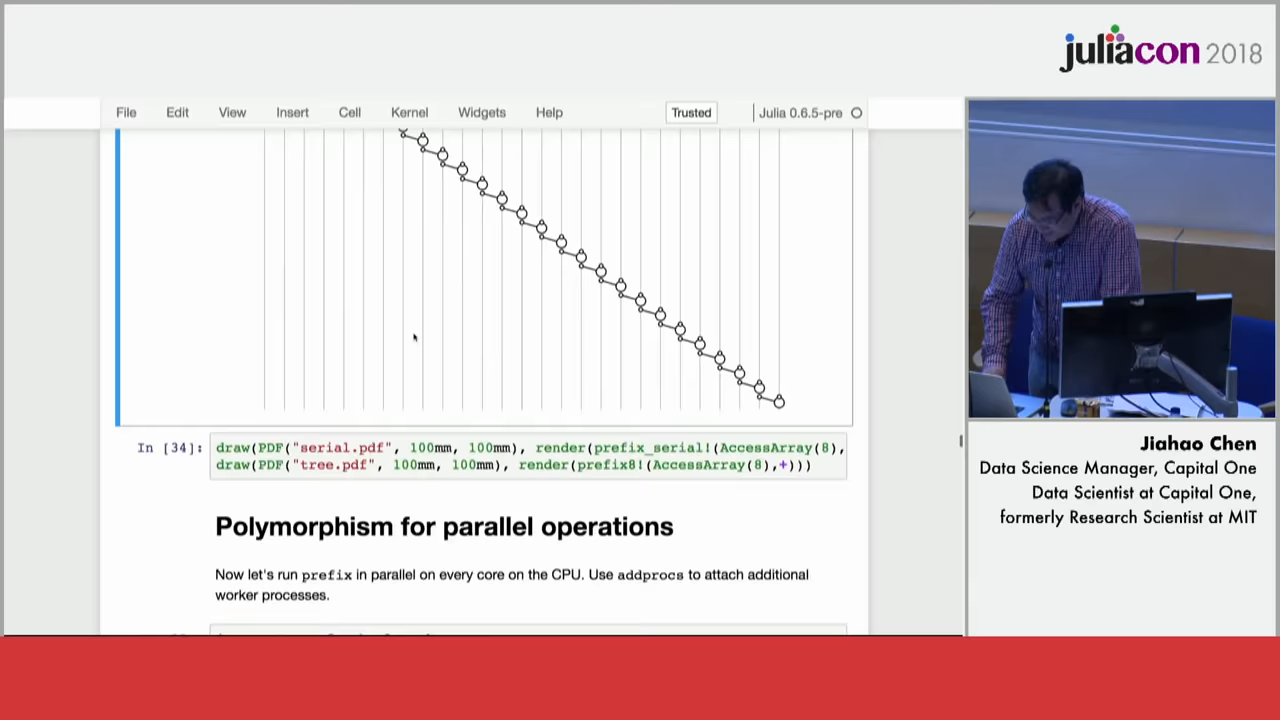 juliacon 2018
File Edit View Insert Cell Kernel Widgets Help Trusted Julia 0.6.5-pre
In [34]: draw(PDF("serial.pdf", 100mm, 100mm), render(prefix_serial!(AccessArray(8),
draw(PDF("tree.pdf", 100mm, 100mm), render(prefix8!(AccessArray(8),+)))
Polymorphism for parallel operations
Now let's run prefix in parallel on every core on the CPU. Use addprocs to attach additional
worker processes.
Jiahao Chen
Data Science Manager, Capital One
Data Scientist at Capital One,
formerly Research Scientist at MIT